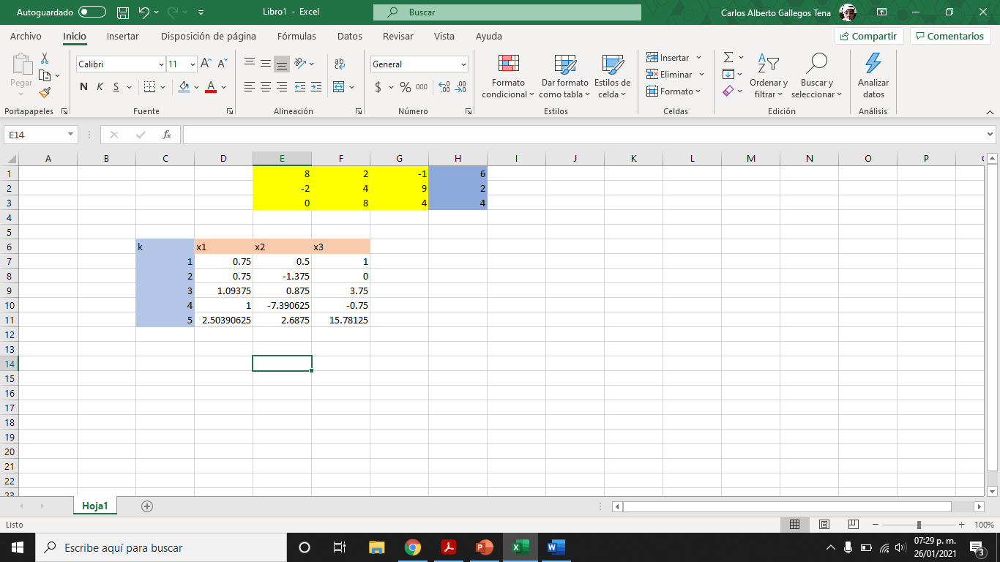 Autoguardado Libro1 - Excel Buscar Carlos Alberto Gallegos Tena
Archivo Inicio Insertar Disposición de página Fórmulas Datos Revisar Vista Ayuda Compartir Comentarios
Pegar Calibri 11 A A ab General Formato condicional Dar formato como tabla Estilos de celda Insertar Eliminar Formato Ordenar y filtrar Buscar y seleccionar Analizar datos
N K S A $ % 000
Portapapeles Fuente Alineación Número Estilos Celdas Edición Análisis
E14 fx
A B C D E F G H I J K L M N O P
1 8 2 -1 6
2 -2 4 9 2
3 0 8 4 4
4
5
6 k x1 x2 x3
7 1 0.75 0.5 1
8 2 0.75 -1.375 0
9 3 1.09375 0.875 3.75
10 4 1 -7.390625 -0.75
11 5 2.50390625 2.6875 15.78125
12
13
14
15
16
17
18
19
20
21
22
23
Hoja1
Listo 100%
Escribe aquí para buscar 07:29 p. m.
26/01/2021 3